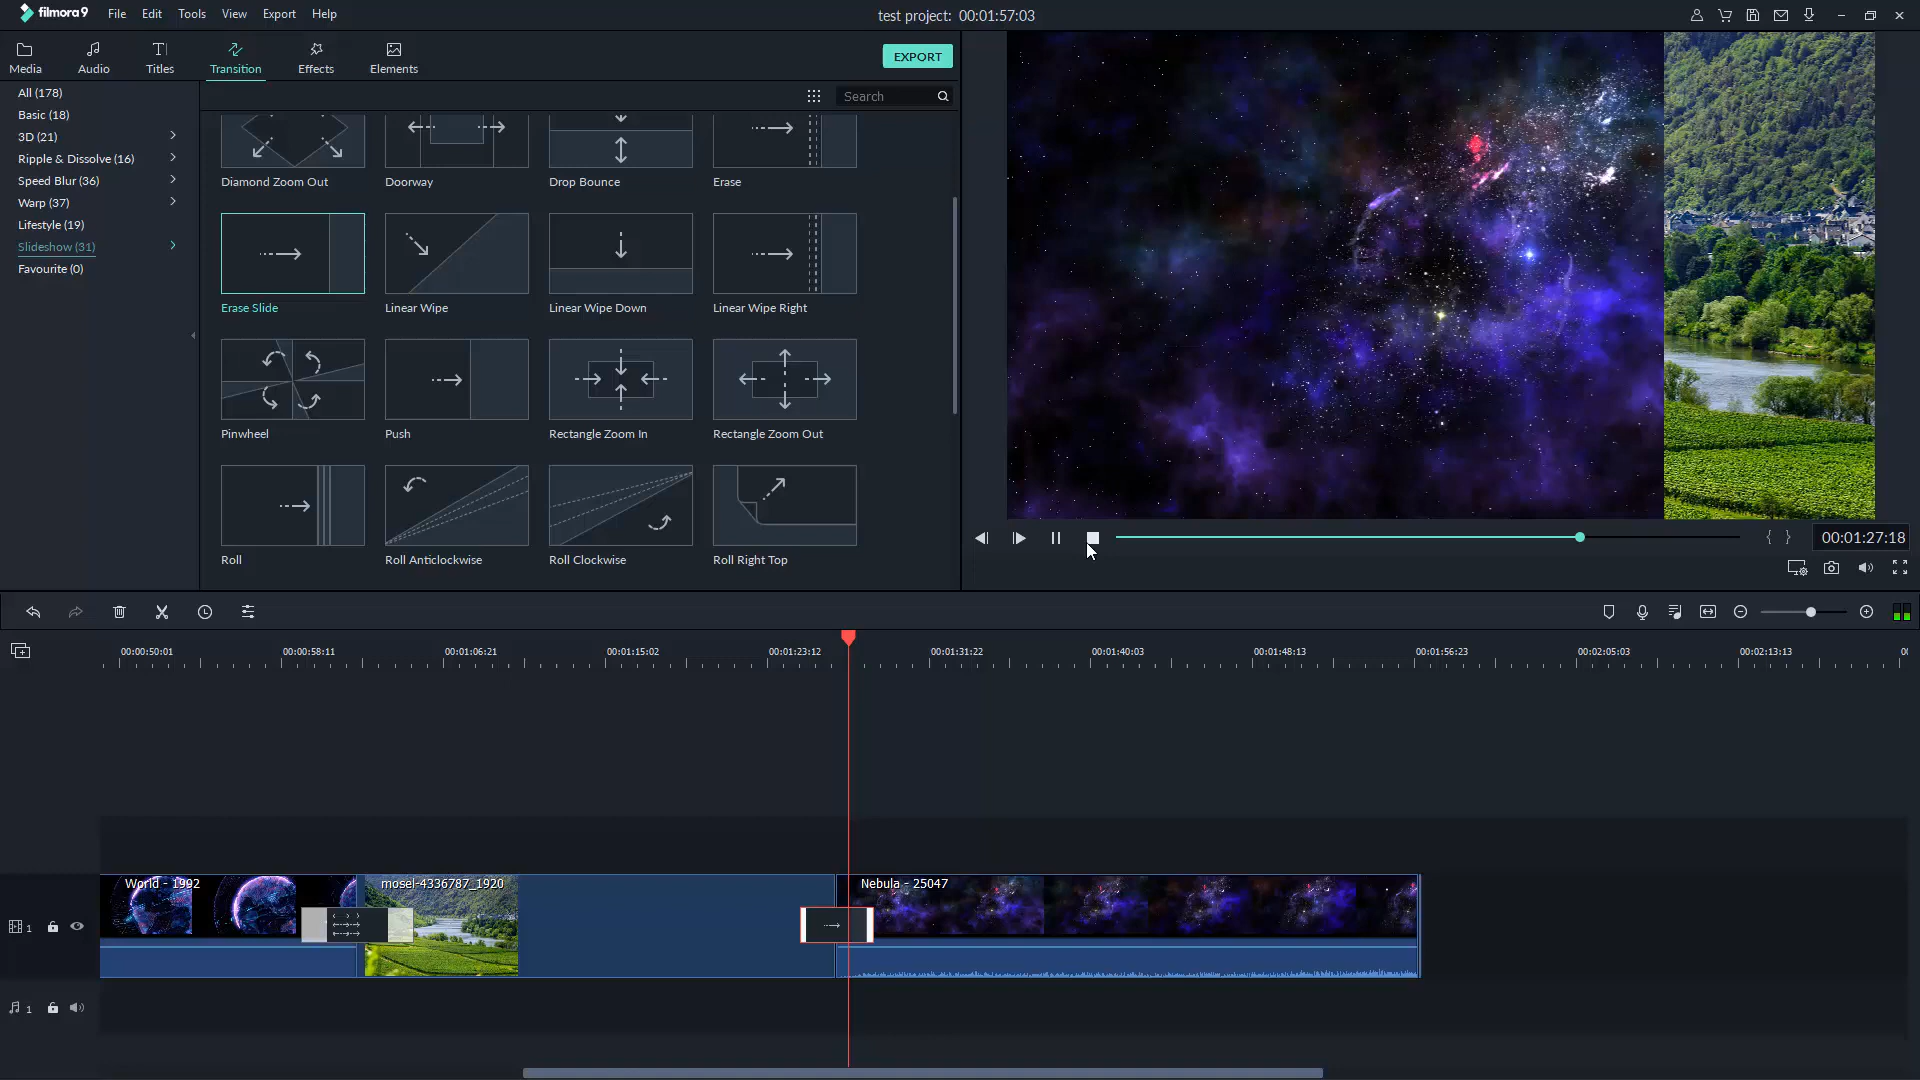 filmora9 File Edit Tools View Export Help test project: 00:01:57:03
Media Audio Titles Transition Effects Elements EXPORT
All (178)
Basic (18)
3D (21)
Ripple & Dissolve (16)
Speed Blur (36)
Warp (37)
Lifestyle (19)
Slideshow (31)
Favourite (0)
Search
Diamond Zoom Out Doorway Drop Bounce Erase
Erase Slide Linear Wipe Linear Wipe Down Linear Wipe Right
Pinwheel Push Rectangle Zoom In Rectangle Zoom Out
Roll Roll Anticlockwise Roll Clockwise Roll Right Top
00:01:27:18
00:00:50:01 00:00:58:11 00:01:06:21 00:01:15:02 00:01:23:12 00:01:31:22 00:01:40:03 00:01:48:13 00:01:56:23 00:02:05:03 00:02:13:13
World - 1992 mosel-4336787_1920 Nebula - 25047
1
1